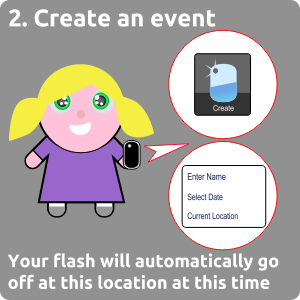 2. Create an event
Create
Enter Name
Select Date
Current Location
Your flash will automatically go
off at this location at this time